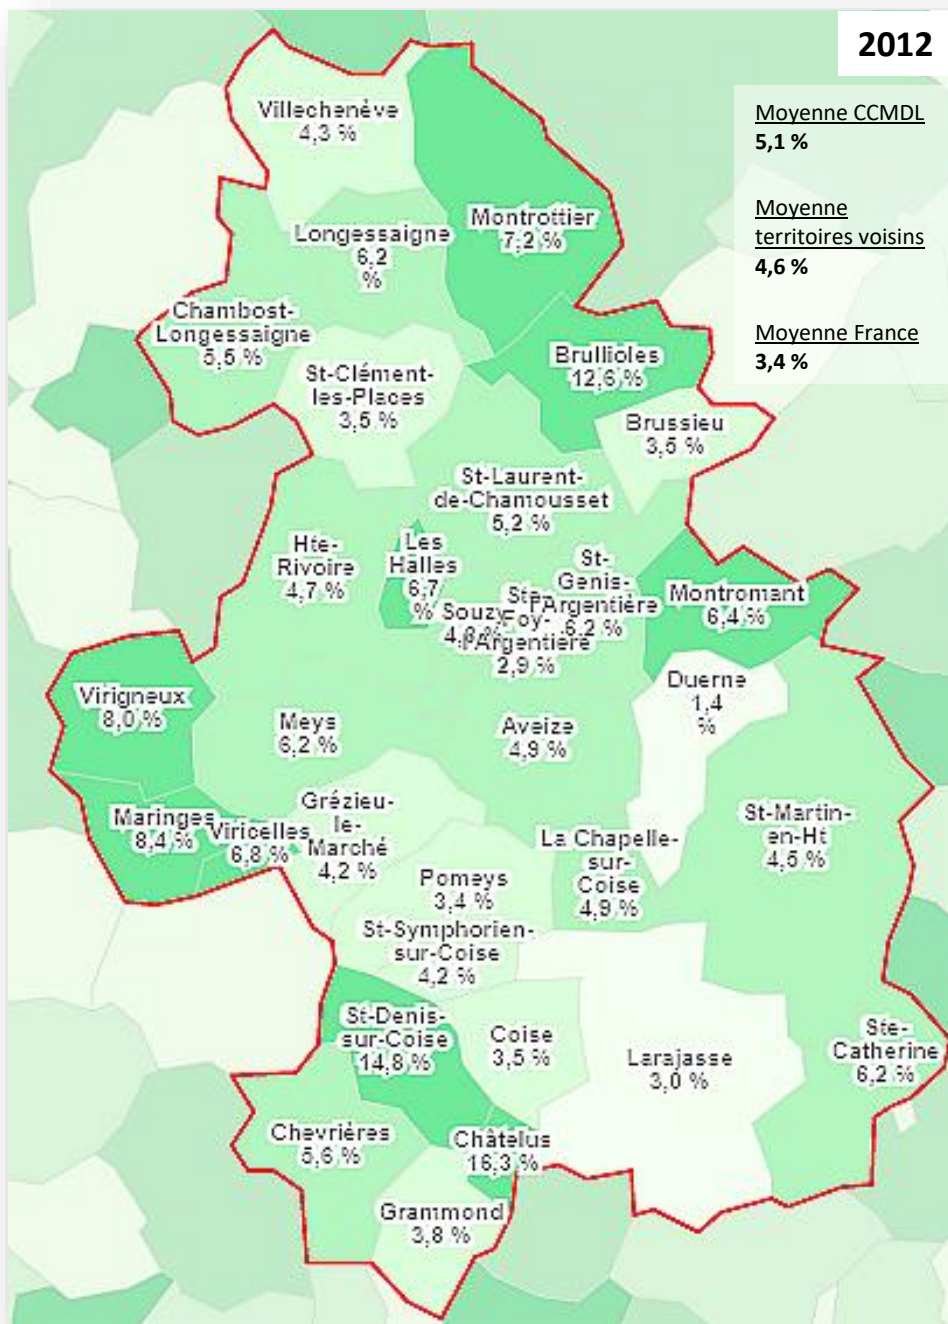 2012
Moyenne CCMDL
5,1 %
Moyenne
territoires voisins
4,6 %
Moyenne France
3,4 %
Villechenève
4,3 %
Montrottier
7,2 %
Longessaigne
6,2
%
Chambost-
Longessaigne
5,5 %
St-Clément-
les-Places
3,5 %
Brullioles
12,6 %
Brussieu
3,5 %
St-Laurent-
de-Chamousset
5,2 %
Hte-
Rivoire
4,7 %
Les
Halles
6,7
%
St-
Genis-
l'Argentière
6,2 %
Souzy
Ste-
Foy-
l'Argentière
2,9 %
Montromant
6,4 %
Duerne
1,4
%
Virigneux
8,0 %
Meys
6,2 %
Aveize
4,9 %
Maringes
8,4 %
Viricelles
6,8 %
Grézieu-
le-
Marché
4,2 %
La Chapelle-
sur-
Coise
4,9 %
St-Martin-
en-Ht
4,5 %
Pomeys
3,4 %
St-Symphorien-
sur-Coise
4,2 %
St-Denis-
sur-Coise
14,8 %
Coise
3,5 %
Larajasse
3,0 %
Ste-
Catherine
6,2 %
Chevrières
5,6 %
Châtelus
16,3 %
Grammond
3,8 %